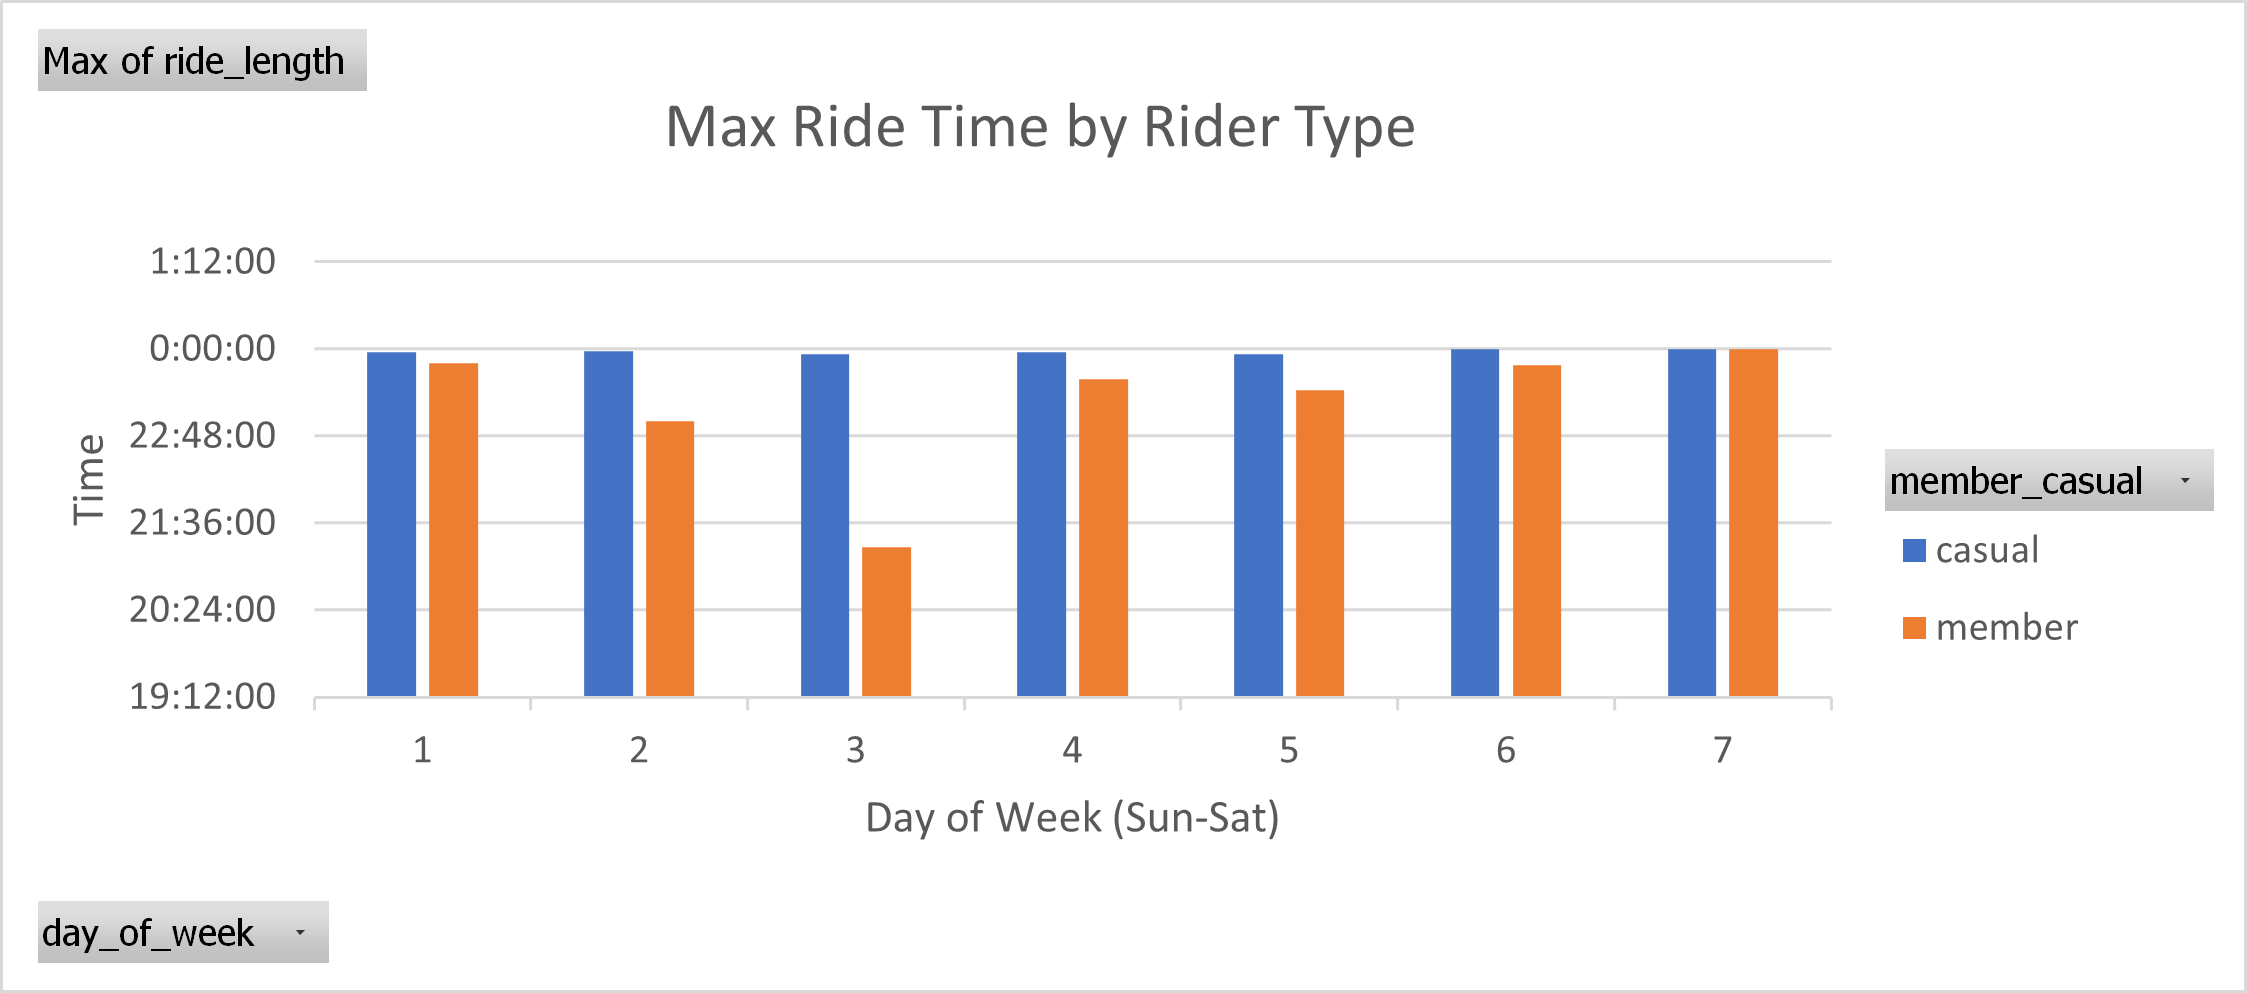 Max of ride_length
Max Ride Time by Rider Type
1:12:00
0:00:00
22:48:00
21:36:00
20:24:00
19:12:00
Time
1 2 3 4 5 6 7
Day of Week (Sun-Sat)
member_casual
casual
member
day_of_week